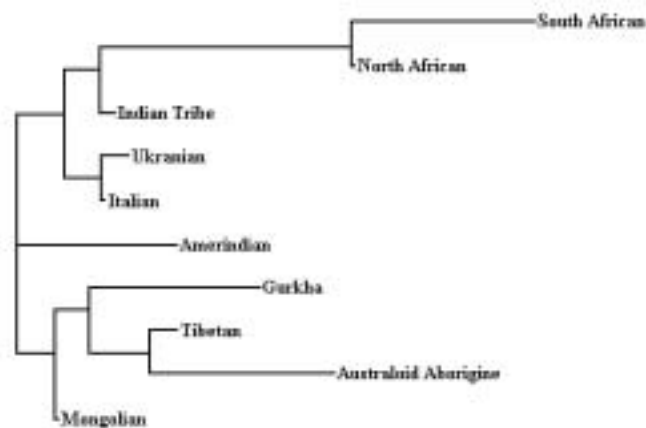 South African
North African
Indian Tribe
Ukranian
Italian
Amerindian
Gurkha
Tibetan
Australoid Aborigine
Mongolian